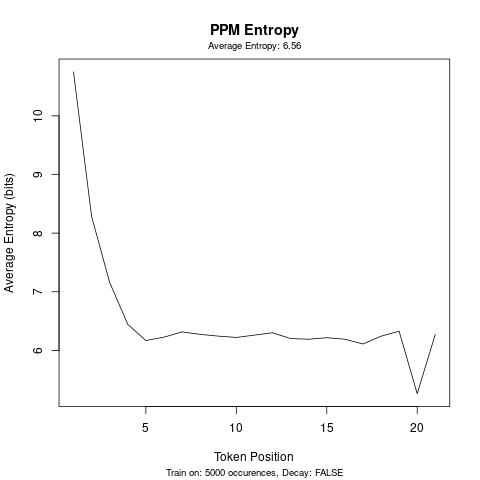 PPM Entropy
Average Entropy: 6.56
Average Entropy (bits)
10
9
8
7
6
5
10
15
20
Token Position
Train on: 5000 occurences, Decay: FALSE